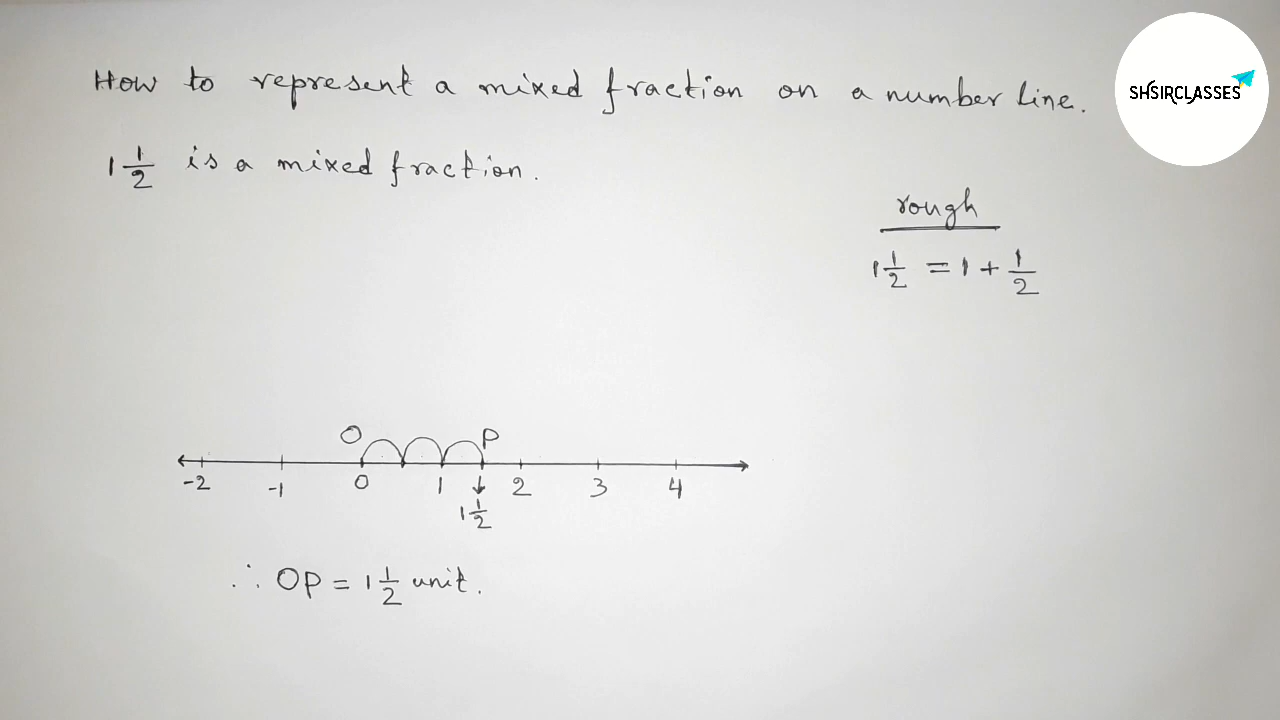 How to represent a mixed fraction on a number line.
SHSIRCLASSES
1 1/2 is a mixed fraction.
rough
1 1/2 = 1 + 1/2
O P
-2 -1 0 1 2 3 4
1 1/2
∴ OP = 1 1/2 unit.